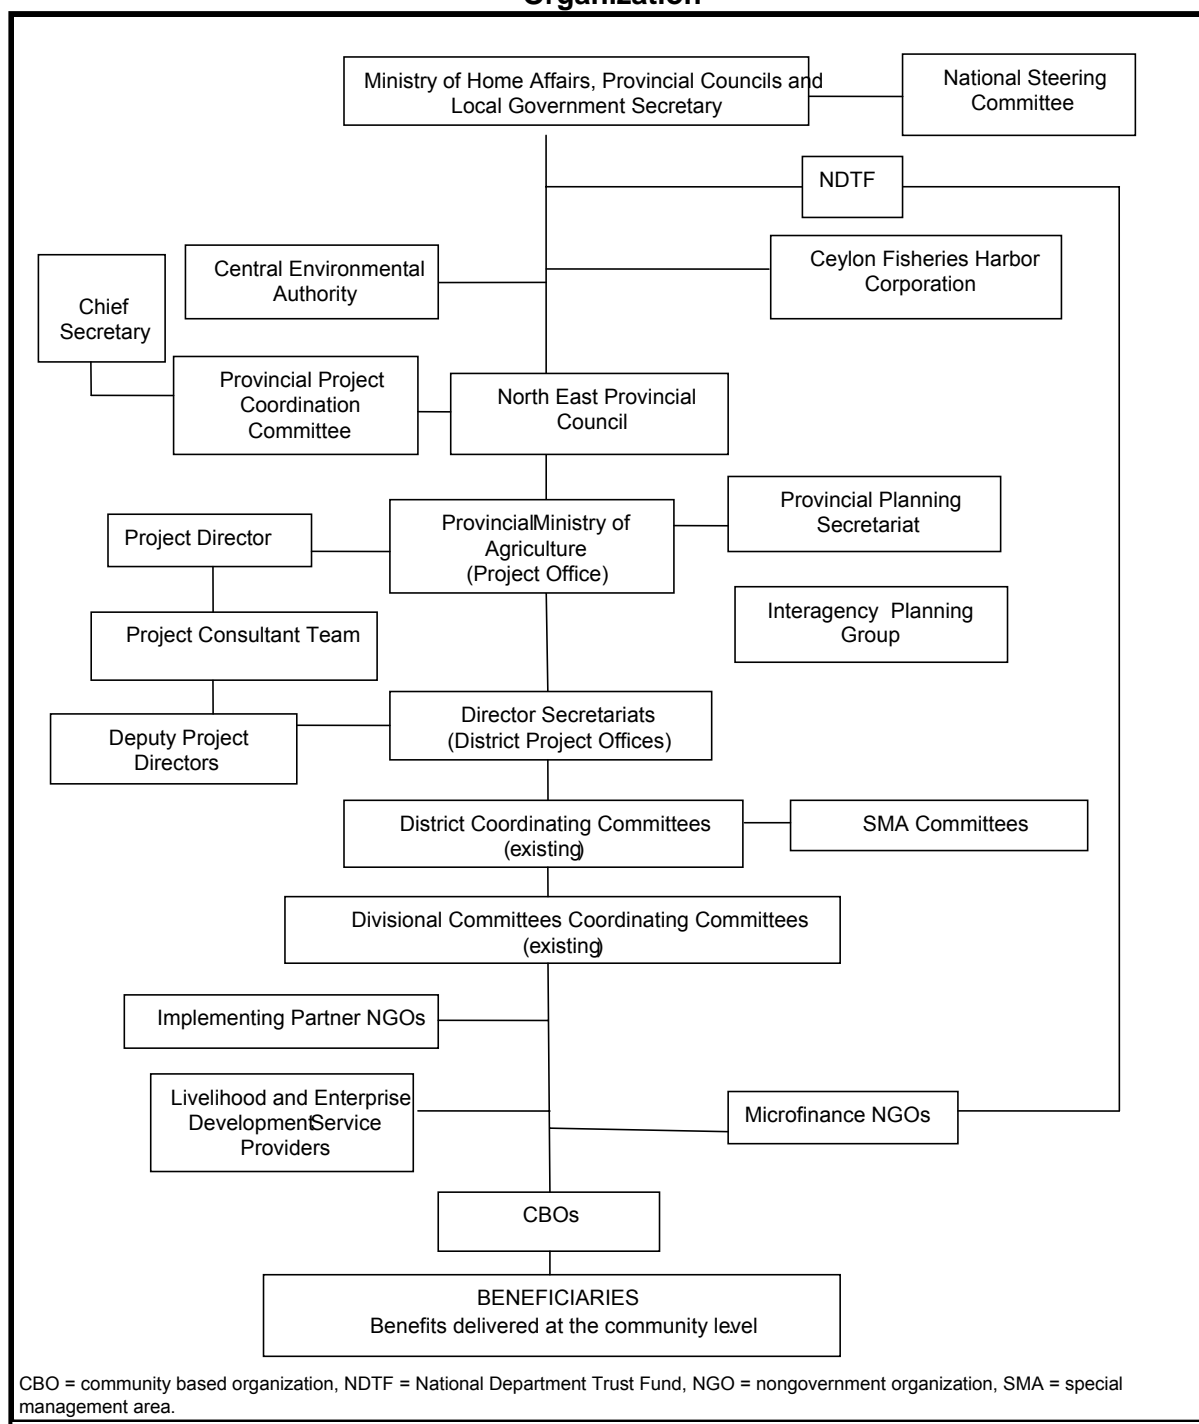 Organization
Ministry of Home Affairs, Provincial Councils and
Local Government Secretary
National Steering
Committee
NDTF
Central Environmental
Authority
Ceylon Fisheries Harbor
Corporation
Chief
Secretary
Provincial Project
Coordination
Committee
North East Provincial
Council
Provincial Ministry of
Agriculture
(Project Office)
Provincial Planning
Secretariat
Project Director
Interagency Planning
Group
Project Consultant Team
Director Secretariats
(District Project Offices)
Deputy Project
Directors
District Coordinating Committees
(existing)
SMA Committees
Divisional Committees Coordinating Committees
(existing)
Implementing Partner NGOs
Livelihood and Enterprise
Development Service
Providers
Microfinance NGOs
CBOs
BENEFICIARIES
Benefits delivered at the community level.
CBO = community based organization, NDTF = National Department Trust Fund, NGO = nongovernment organization, SMA = special
management area.